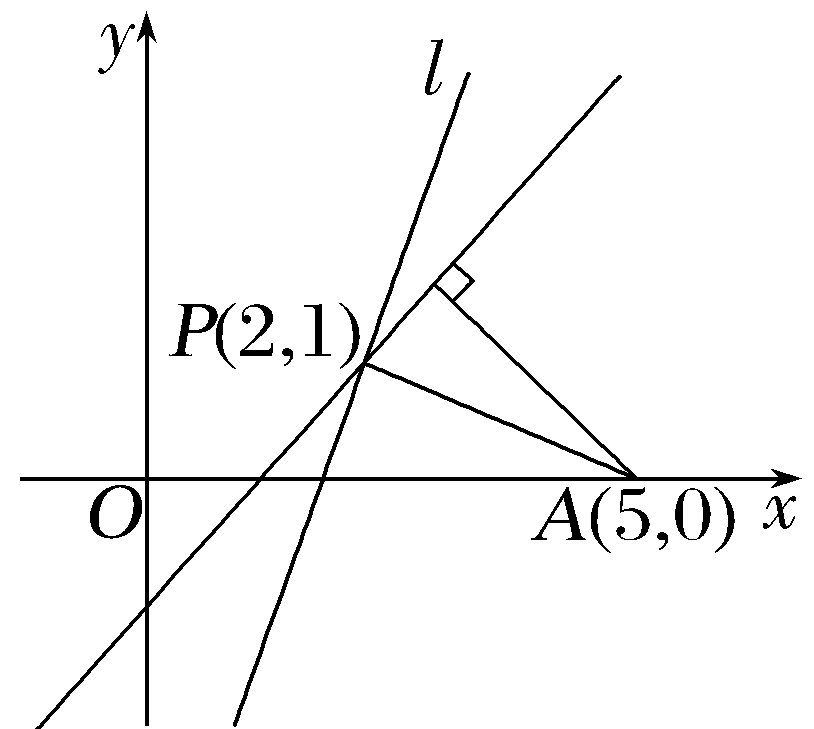 y
l
P(2,1)
O
A(5,0)
x